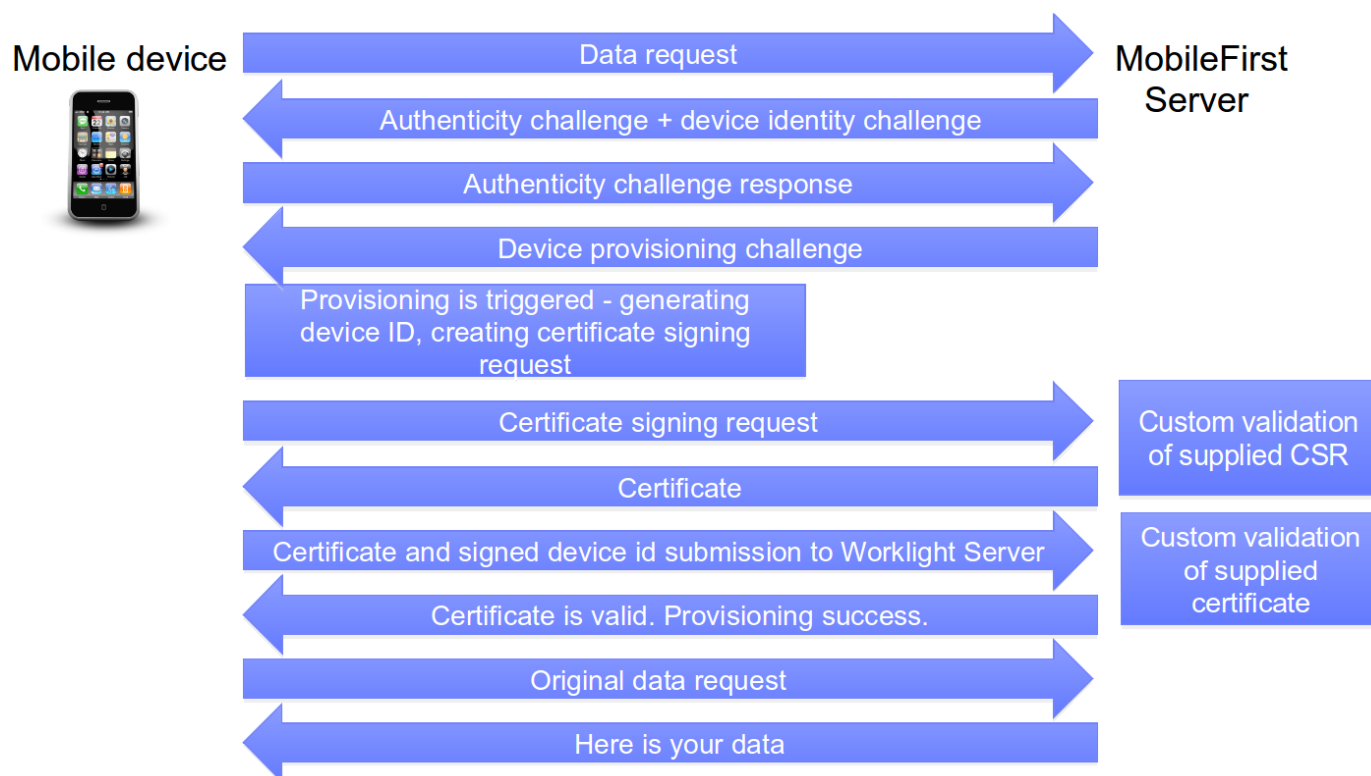 Mobile device
Data request
MobileFirst
Server
Authenticity challenge + device identity challenge
Authenticity challenge response
Device provisioning challenge
Provisioning is triggered - generating
device ID, creating certificate signing
request
Certificate signing request
Custom validation
of supplied CSR
Certificate
Certificate and signed device id submission to Worklight Server
Custom validation
of supplied
certificate
Certificate is valid. Provisioning success.
Original data request
Here is your data